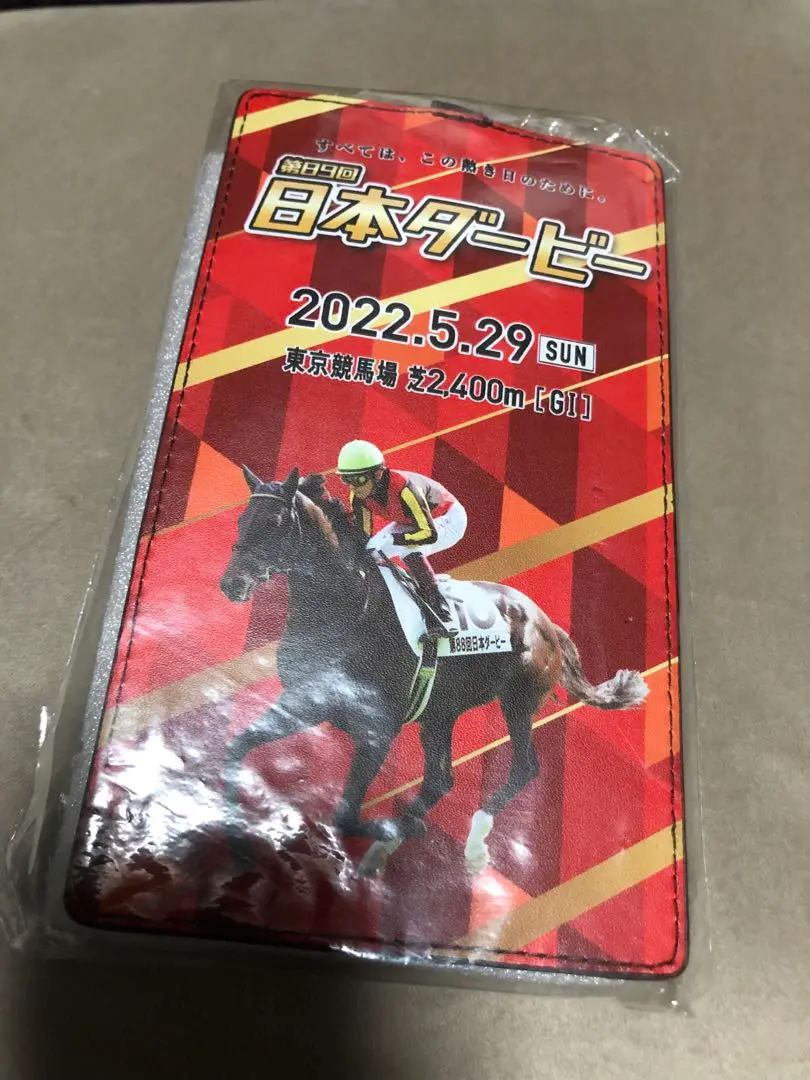 すべては、この熱き日のために。
第89回
日本ダービー
2022.5.29 SUN
東京競馬場 芝2,400m [GI]
第88回日本ダービー